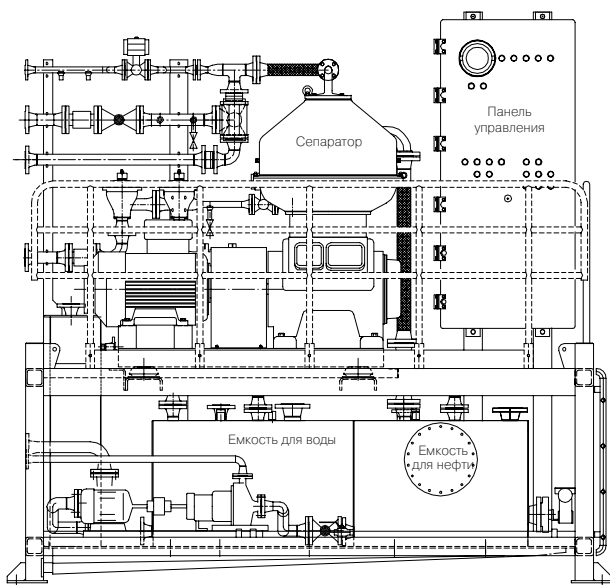 Панель
управления
Сепаратор
Емкость для воды
Емкость
для нефти